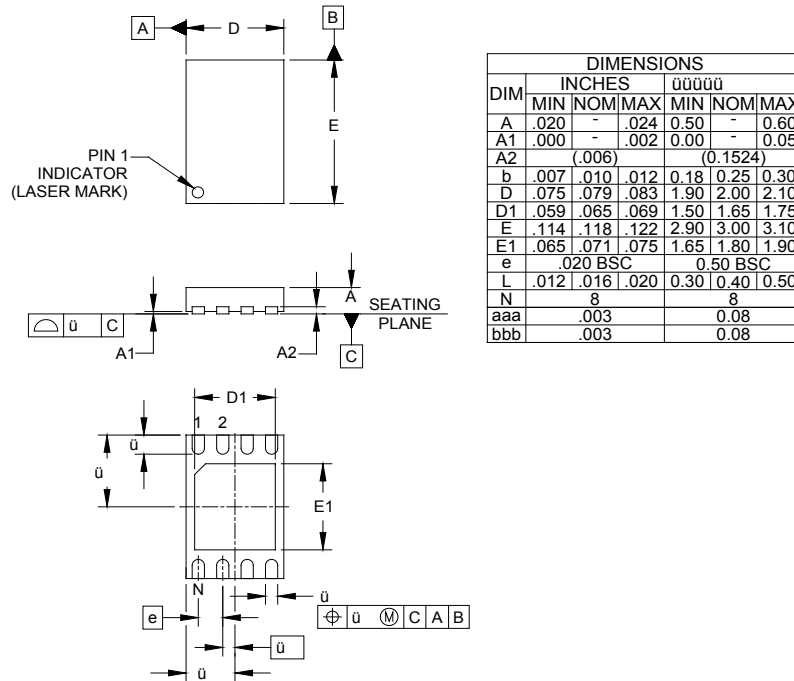 A
D
B
E
PIN 1
INDICATOR
(LASER MARK)
A
SEATING
PLANE
ü C
A1
A2
C
DIMENSIONS
DIM INCHES üüüüü
MIN NOM MAX MIN NOM MAX
A .020 - .024 0.50 - 0.60
A1 .000 - .002 0.00 - 0.05
A2 (.006) (0.1524)
b .007 .010 .012 0.18 0.25 0.30
D .075 .079 .083 1.90 2.00 2.10
D1 .059 .065 .069 1.50 1.65 1.75
E .114 .118 .122 2.90 3.00 3.10
E1 .065 .071 .075 1.65 1.80 1.90
e .020 BSC 0.50 BSC
L .012 .016 .020 0.30 0.40 0.50
N 8 8
aaa .003 0.08
bbb .003 0.08
D1
1 2
ü
ü
E1
N
ü
e
ü Ⓜ C A B
ü
ü